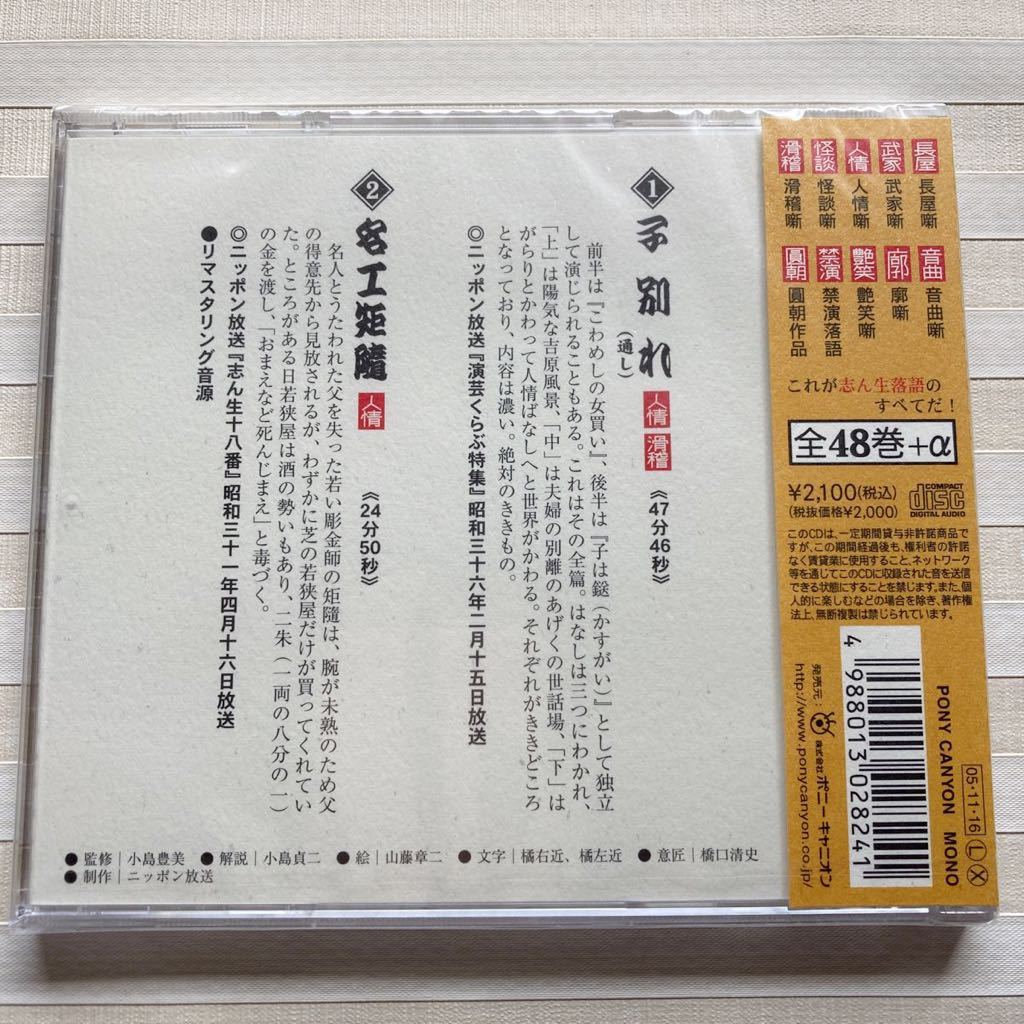 長屋 長屋噺
武家 武家噺
人情 人情噺
怪談 怪談噺
滑稽 滑稽噺
音曲 音曲噺
廓 廓噺
艶笑 艶笑噺
禁演 禁演落語
圓朝 圓朝作品
これが志ん生落語の
すべてだ!
全48巻+α
¥2,100(税込)
(税抜価格¥2,000)
COMPACT
disc
DIGITAL AUDIO
このCDは、一定期間貸与非許諾商品で
すが、この期間経過後も、権利者の許諾
なく賃貸業に使用すること、ネットワーク
等を通じてこのCDに収録された音を送信
できる状態にすることを禁じます。また、個
人的に楽しむなどの場合を除き、著作権
法上、無断複製は禁じられています。
4 988013 028241
発売元:株式会社ポニーキャニオン
http://www.ponycanyon.co.jp/
PONY CANYON MONO
05・11・16 L X
1 子別れ(通し) 人情 滑稽 《47分46秒》
前半は『こわめしの女買い』、後半は『子は鎹(かすがい)』として独立
して演じられることもある。これはその全篇。はなしは三つにわかれ、
「上」は陽気な吉原風景、「中」は夫婦の別離のあげくの世話場、「下」は
がらりとかわって人情ばなしへと世界がかわる。それぞれがききどころ
となっており、内容は濃い。絶対のききもの。
◎ニッポン放送『演芸くらぶ特集』昭和三十六年二月十五日放送
2 名工矩隨 人情 《24分50秒》
名人とうたわれた父を失った若い彫金師の矩隨は、腕が未熟のため父
の得意先から見放されるが、わずかに芝の若狭屋だけが買ってくれてい
た。ところがある日若狭屋は酒の勢いもあり、二朱(一両の八分の一)
の金を渡し、「おまえなど死んじまえ」と毒づく。
◎ニッポン放送『志ん生十八番』昭和三十一年四月十六日放送
●リマスタリング音源
●監修|小島豊美 ●解説|小島貞二 ●絵|山藤章二 ●文字|橘右近、橘左近 ●意匠|橋口清史
●制作|ニッポン放送